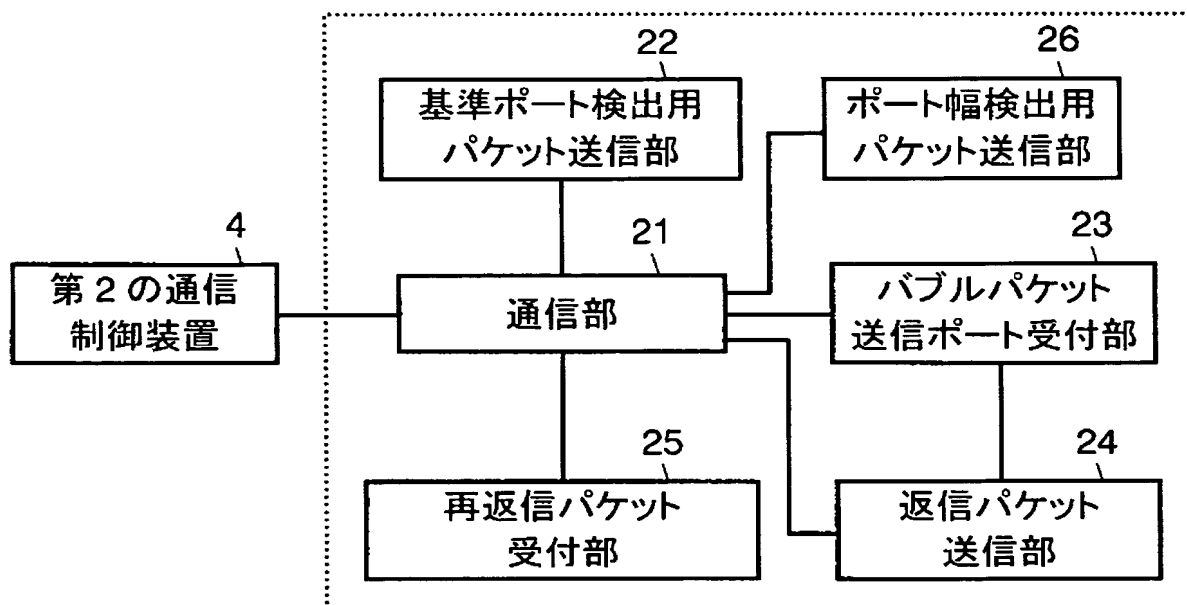 22
基準ポート検出用
パケット送信部
26
ポート幅検出用
パケット送信部
4
第2の通信
制御装置
21
通信部
23
バブルパケット
送信ポート受付部
25
再返信パケット
受付部
24
返信パケット
送信部